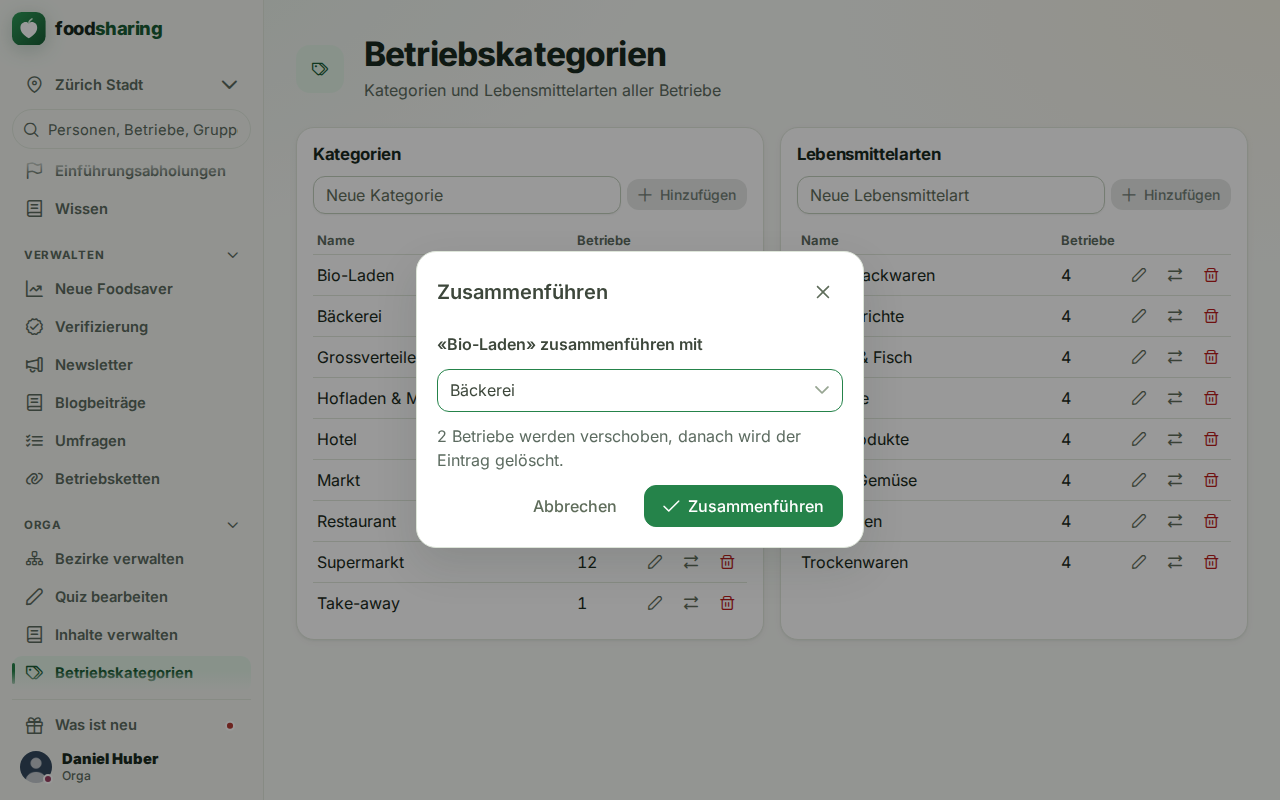 foodsharing
Zürich Stadt
Personen, Betriebe, Grupp
Einführungsabholungen
Wissen
VERWALTEN
Neue Foodsaver
Verifizierung
Newsletter
Blogbeiträge
Umfragen
Betriebsketten
ORGA
Bezirke verwalten
Quiz bearbeiten
Inhalte verwalten
Betriebskategorien
Was ist neu
Daniel Huber
Orga
Betriebskategorien
Kategorien und Lebensmittelarten aller Betriebe
Kategorien
Neue Kategorie
Hinzufügen
Name Betriebe
Bio-Laden
Bäckerei
Grossverteile
Hofladen & M
Hotel
Markt
Restaurant
Supermarkt 12
Take-away 1
Lebensmittelarten
Neue Lebensmittelart
Hinzufügen
Name Betriebe
ackwaren 4
richte 4
& Fisch 4
e 4
odukte 4
Gemüse 4
en 4
Trockenwaren 4
Zusammenführen
«Bio-Laden» zusammenführen mit
Bäckerei
2 Betriebe werden verschoben, danach wird der
Eintrag gelöscht.
Abbrechen
Zusammenführen